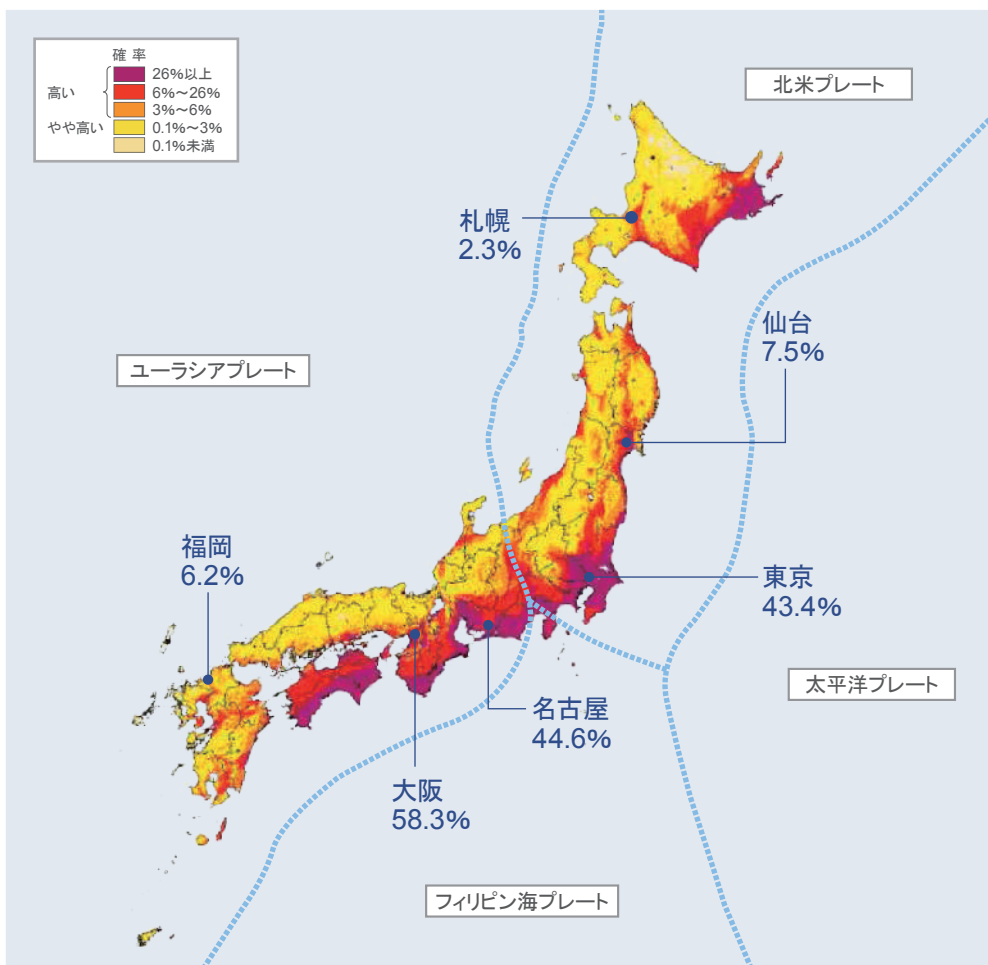 確 率
高い
26%以上
6%～26%
3%～6%
やや高い
0.1%～3%
0.1%未満
北米プレート
札幌
2.3%
仙台
7.5%
ユーラシアプレート
福岡
6.2%
東京
43.4%
太平洋プレート
名古屋
44.6%
大阪
58.3%
フィリピン海プレート